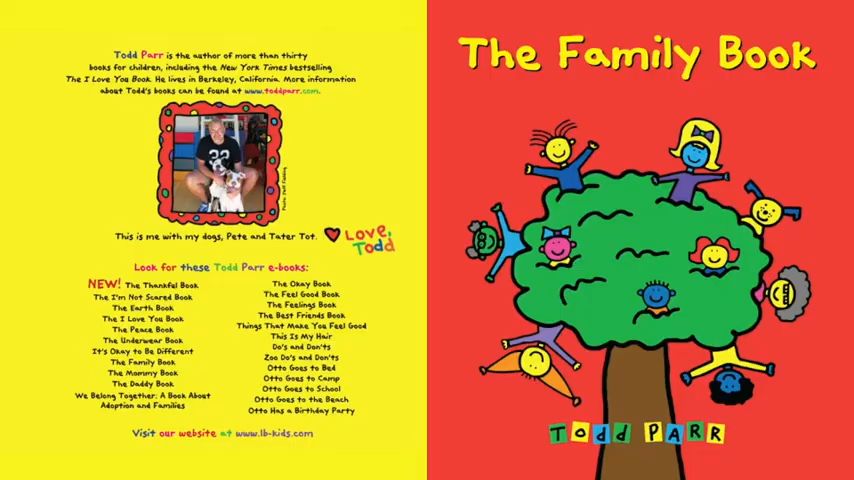 Todd Parr is the author of more than thirty
books for children, including the New York Times bestselling
The I Love You Book. He lives in Berkeley, California. More information
about Todd's books can be found at www.toddparr.com.
This is me with my dogs, Pete and Tater Tot.
Love,
Todd
Look for these Todd Parr e-books:
NEW! The Thankful Book
The I'm Not Scared Book
The Earth Book
The I Love You Book
The Peace Book
The Underwear Book
It's Okay to Be Different
The Family Book
The Mommy Book
The Daddy Book
We Belong Together: A Book About
Adoption and Families
The Okay Book
The Feel Good Book
The Feelings Book
The Best Friends Book
Things That Make You Feel Good
This Is My Hair
Do's and Don'ts
Zoo Do's and Don'ts
Otto Goes to Bed
Otto Goes to Camp
Otto Goes to School
Otto Goes to the Beach
Otto Has a Birthday Party
Visit our website at www.lb-kids.com
The Family Book
TODD PARR